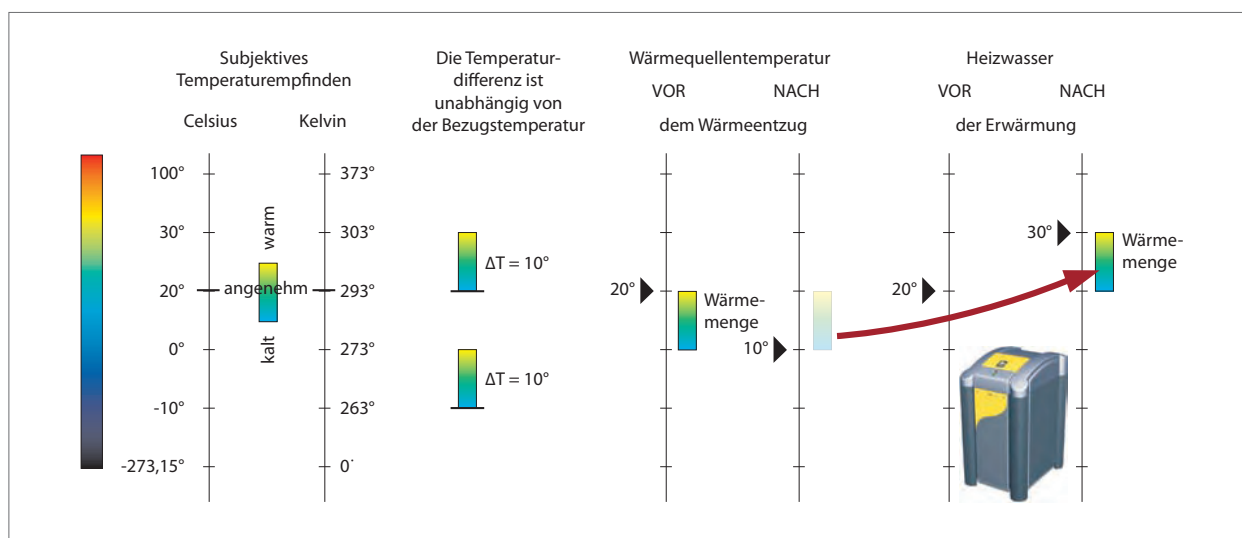 Subjektives
Temperaturempfinden
Celsius
Kelvin
Die Temperatur-
differenz ist
unabhängig von
der Bezugstemperatur
Wärmequellentemperatur
VOR
NACH
dem Wärmeentzug
Heizwasser
VOR
NACH
der Erwärmung
100°
30°
20°
0°
-10°
-273,15°
warm
angenehm
kalt
373°
303°
293°
273°
263°
0·
ΔT = 10°
ΔT = 10°
20°
Wärme-
menge
10°
20°
30°
Wärme-
menge